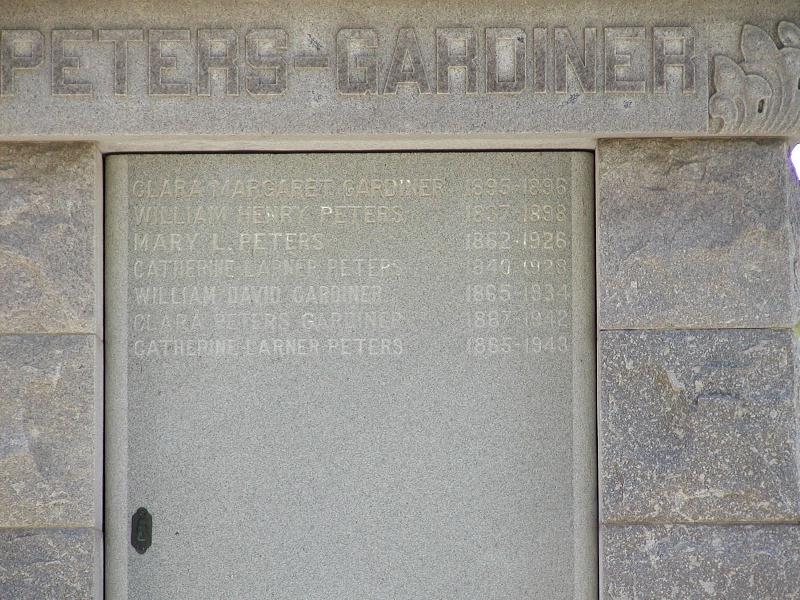 PETERS-GARDINER
CLARA MARGARET GARDINER 1895-1896
WILLIAM HENRY PETERS 1837-1898
MARY L. PETERS 1862-1926
CATHERINE LARNER PETERS 1840-1928
WILLIAM DAVID GARDINER 1865-1934
CLARA PETERS GARDINER 1867-1942
CATHERINE LARNER PETERS 1865-1943